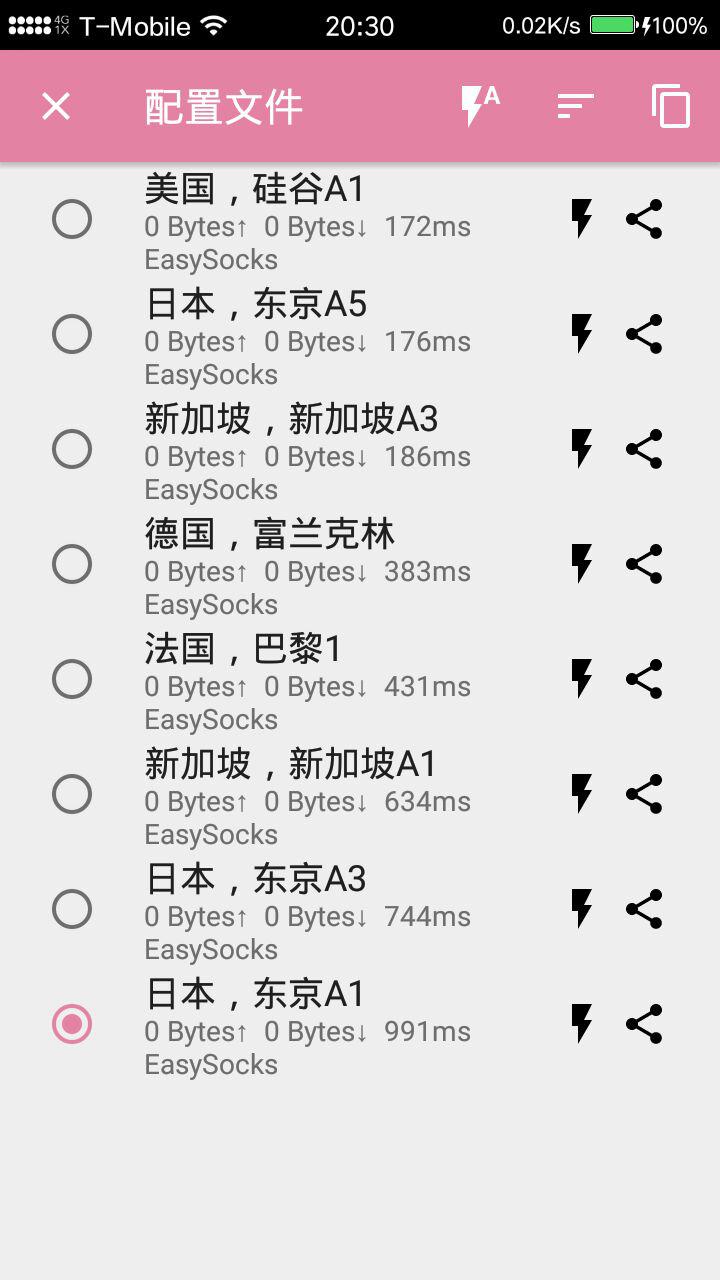 4G
1X T-Mobile 20:30 0.02K/s 100%
配置文件 A
美国，硅谷A1
0 Bytes↑ 0 Bytes↓ 172ms
EasySocks
日本，东京A5
0 Bytes↑ 0 Bytes↓ 176ms
EasySocks
新加坡，新加坡A3
0 Bytes↑ 0 Bytes↓ 186ms
EasySocks
德国，富兰克林
0 Bytes↑ 0 Bytes↓ 383ms
EasySocks
法国，巴黎1
0 Bytes↑ 0 Bytes↓ 431ms
EasySocks
新加坡，新加坡A1
0 Bytes↑ 0 Bytes↓ 634ms
EasySocks
日本，东京A3
0 Bytes↑ 0 Bytes↓ 744ms
EasySocks
日本，东京A1
0 Bytes↑ 0 Bytes↓ 991ms
EasySocks